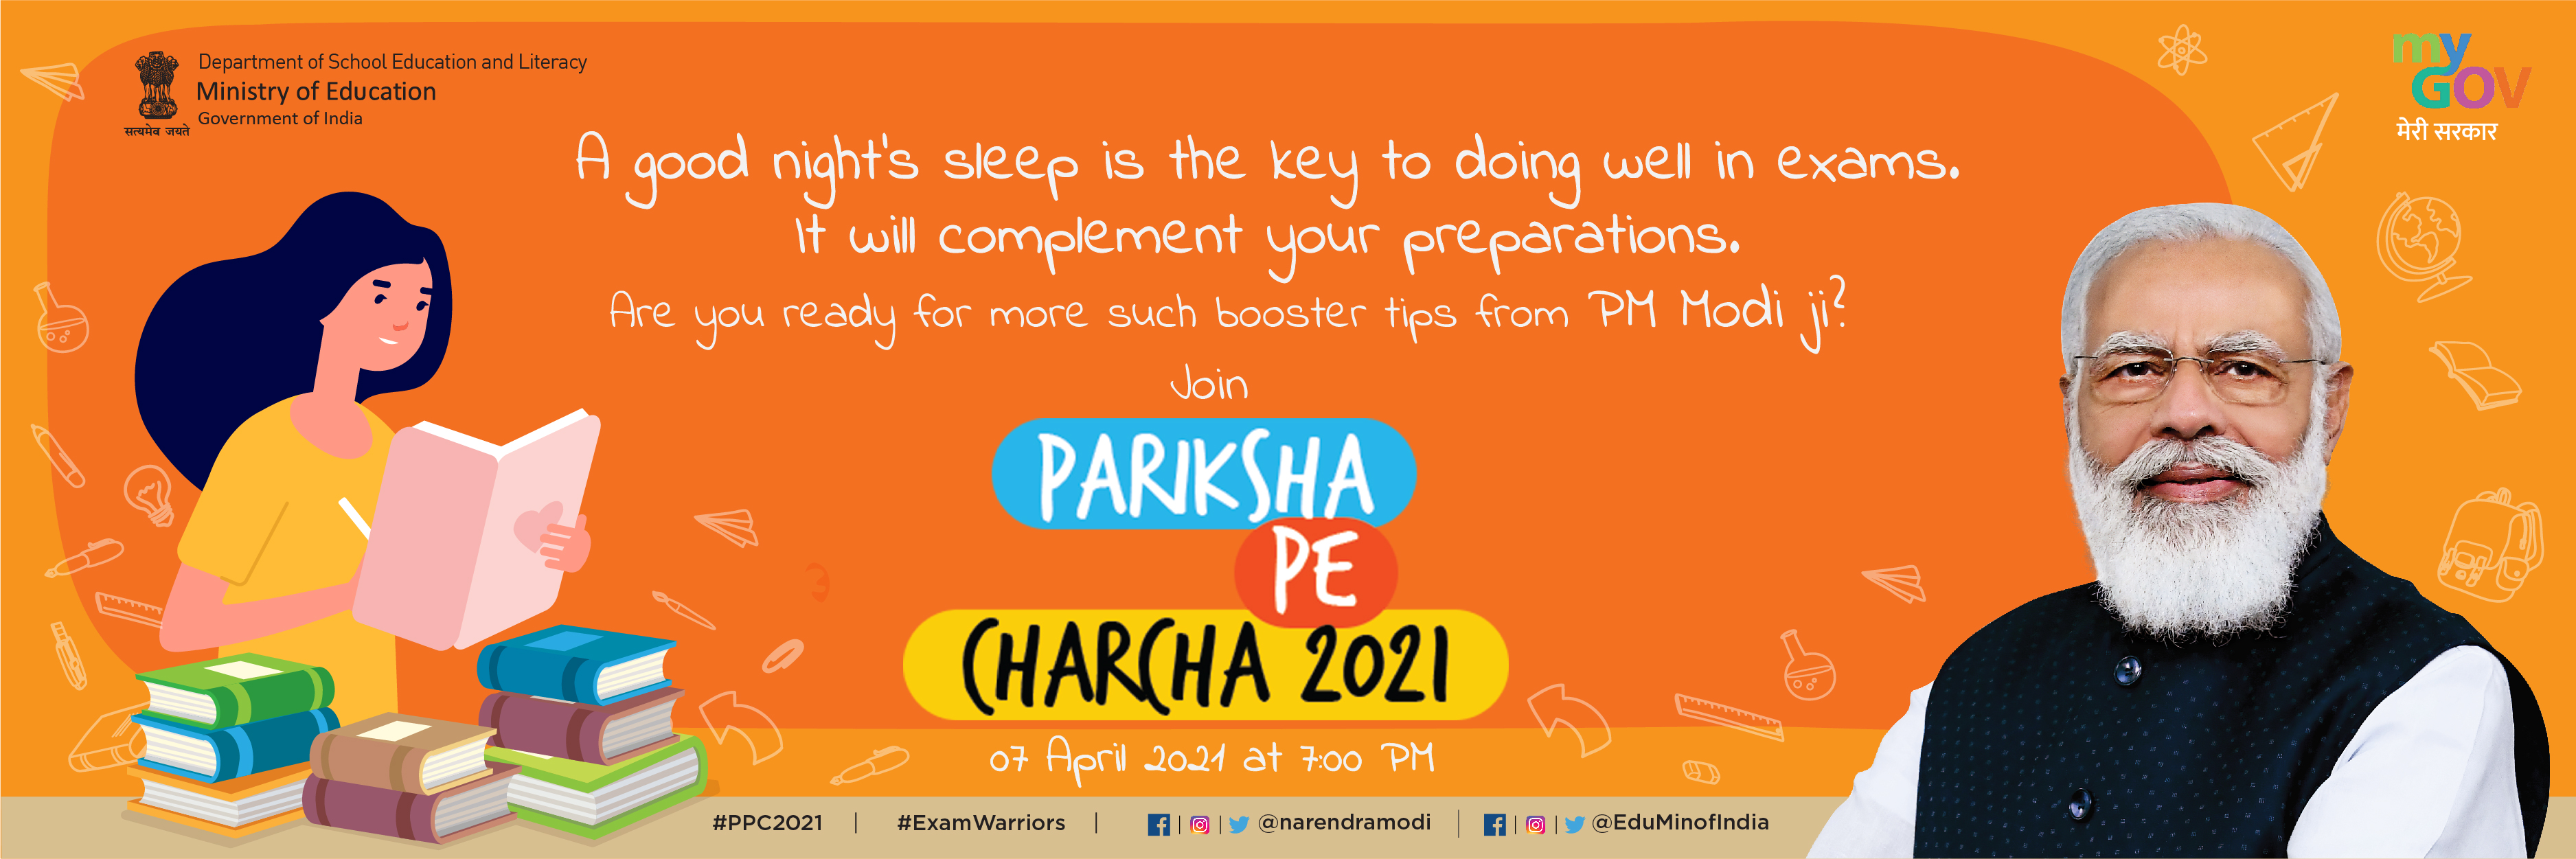 Department of School Education and Literacy
Ministry of Education
Government of India
सत्यमेव जयते
my
GOV
मेरी सरकार
A good night's sleep is the key to doing well in exams.
It will complement your preparations.
Are you ready for more such booster tips from PM Modi ji?
Join
PARIKSHA
PE
CHARCHA 2021
07 April 2021 at 7:00 PM
#PPC2021 | #ExamWarriors | | | @narendramodi | | | @EduMinofIndia